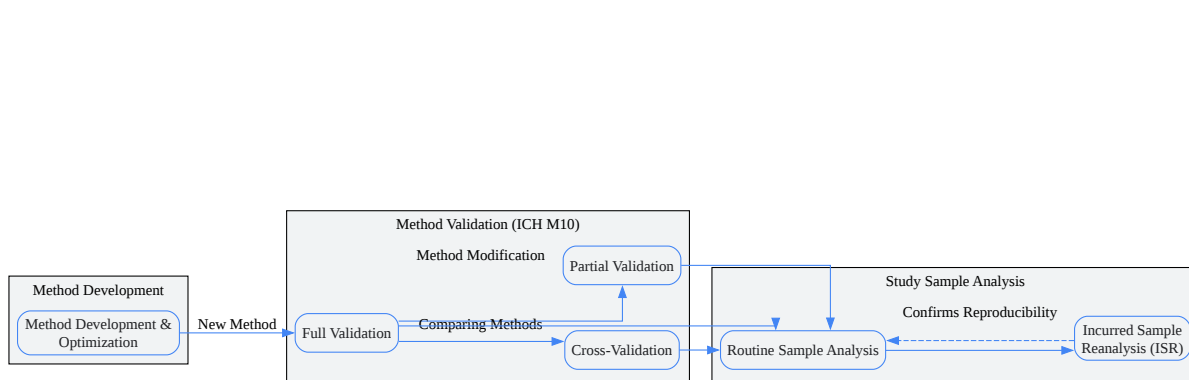 Method Development
Method Development &
Optimization
New Method
Method Validation (ICH M10)
Method Modification
Partial Validation
Full Validation
Comparing Methods
Cross-Validation
Study Sample Analysis
Confirms Reproducibility
Routine Sample Analysis
Incurred Sample
Reanalysis (ISR)